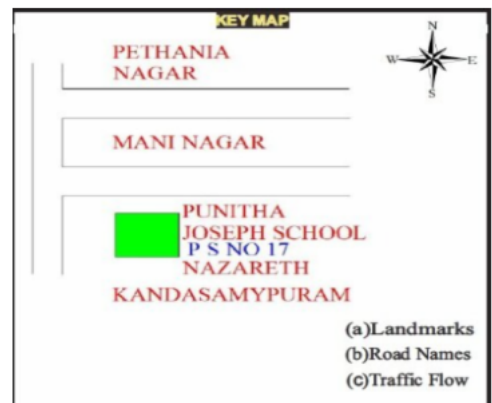 KEY MAP
N
W
E
S
PETHANIA
NAGAR
MANI NAGAR
PUNITHA
JOSEPH SCHOOL
P S NO 17
NAZARETH
KANDASAMYPURAM
(a)Landmarks
(b)Road Names
(c)Traffic Flow